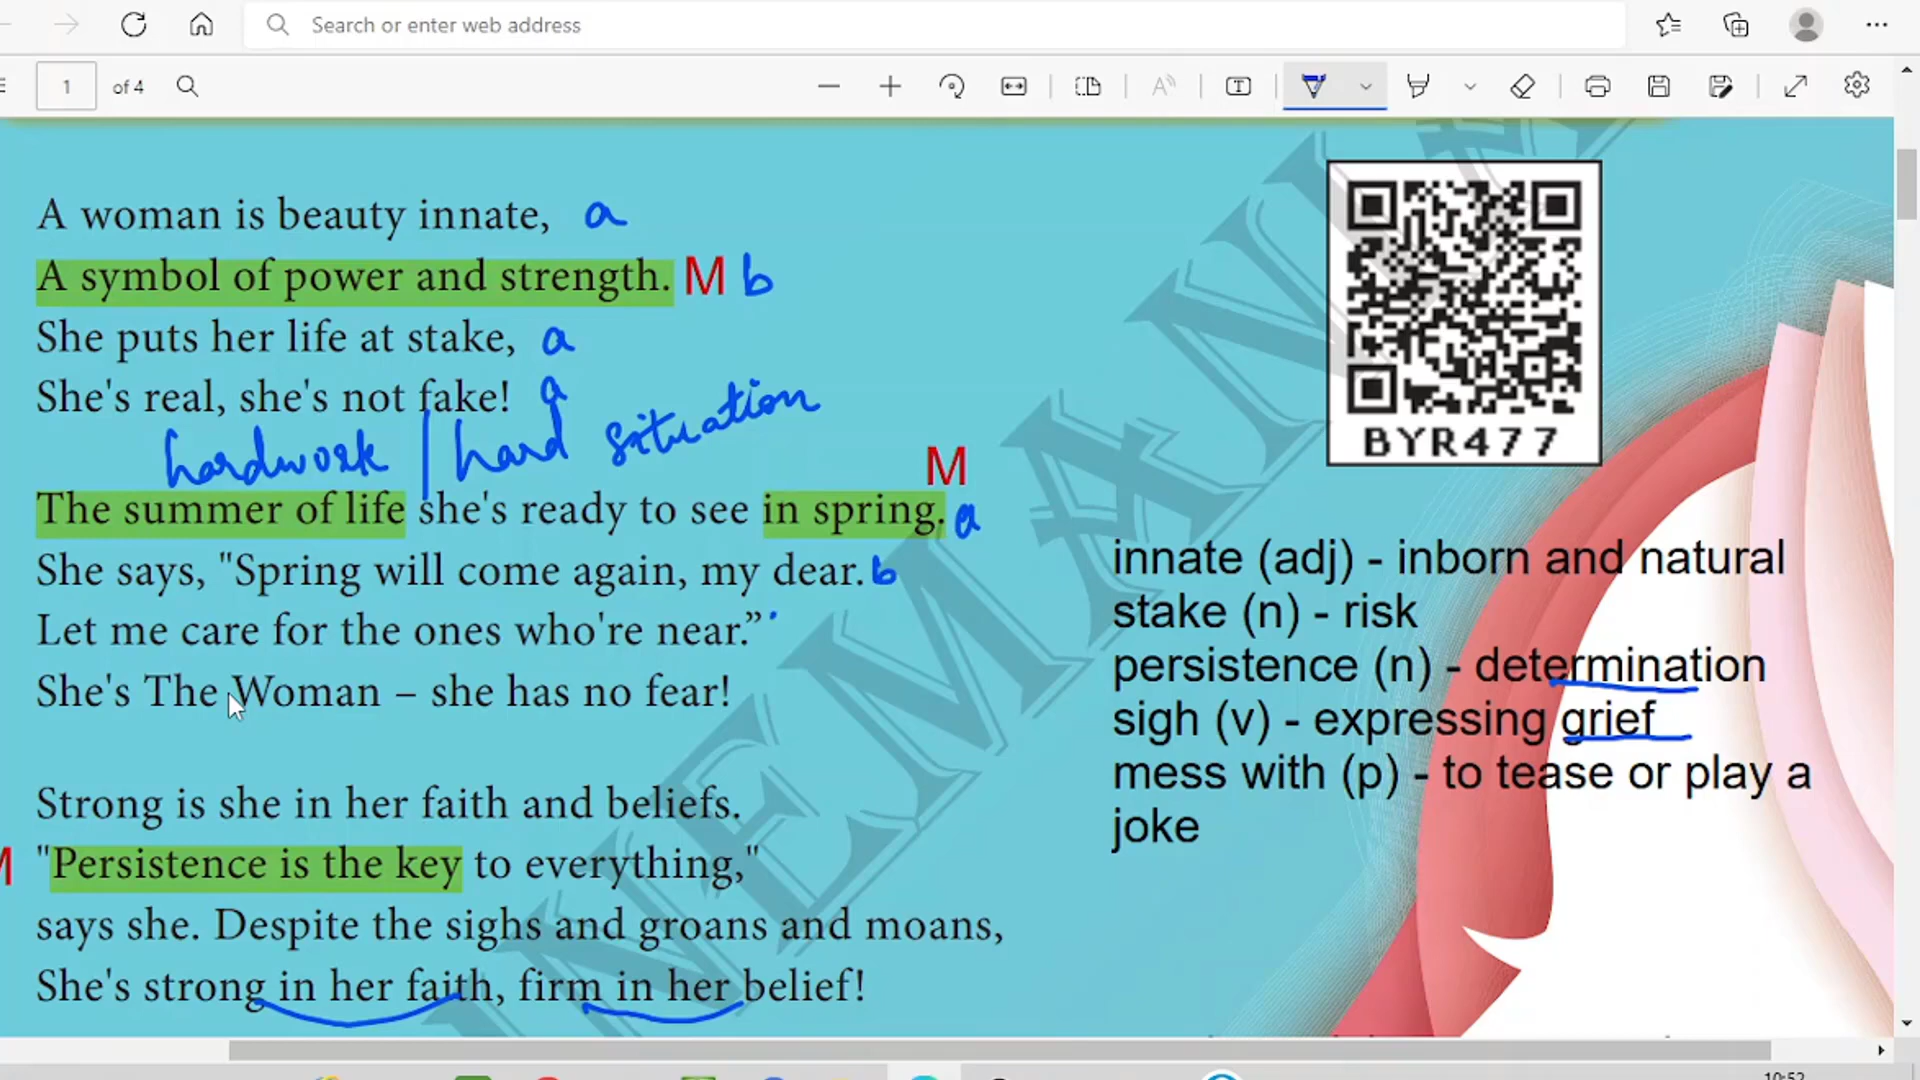 Search or enter web address
1 of 4
A woman is beauty innate, a
A symbol of power and strength. M b
She puts her life at stake, a
She's real, she's not fake! a
hardwork / hard situation
M
The summer of life she's ready to see in spring. a
She says, "Spring will come again, my dear. b
Let me care for the ones who're near.”
She's The Woman – she has no fear!
Strong is she in her faith and beliefs.
M "Persistence is the key to everything,"
says she. Despite the sighs and groans and moans,
She's strong in her faith, firm in her belief!
BYR477
innate (adj) - inborn and natural
stake (n) - risk
persistence (n) - determination
sigh (v) - expressing grief
mess with (p) - to tease or play a
joke
10:52